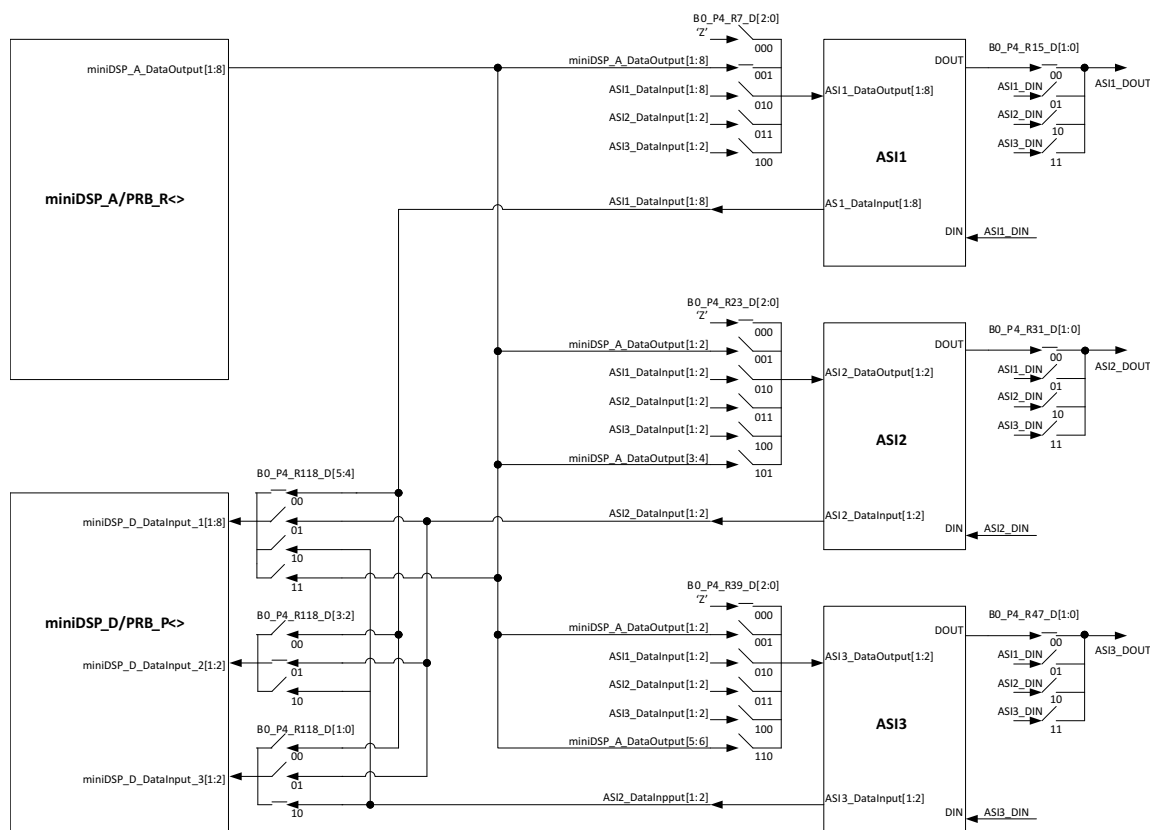 B0_P4_R7_D[2:0]
'Z'
000
miniDSP_A_DataOutput[1:8]
miniDSP_A_DataOutput[1:8]
001
ASI1_DataInput[1:8]
010
ASI2_DataInput[1:2]
011
ASI3_DataInput[1:2]
100
DOUT
ASI1_DataOutput[1:8]
ASI1
AS1_DataInput[1:8]
DIN
ASI1_DIN
B0_P4_R15_D[1:0]
00
ASI1_DIN
01
ASI2_DIN
10
ASI3_DIN
11
ASI1_DOUT
miniDSP_A/PRB_R<>
ASI1_DataInput[1:8]
B0_P4_R23_D[2:0]
'Z'
000
miniDSP_A_DataOutput[1:2]
001
ASI1_DataInput[1:2]
010
ASI2_DataInput[1:2]
011
ASI3_DataInput[1:2]
100
miniDSP_A_DataOutput[3:4]
101
DOUT
ASI2_DataOutput[1:2]
ASI2
ASI2_DataInput[1:2]
DIN
ASI2_DIN
B0_P4_R31_D[1:0]
00
ASI1_DIN
01
ASI2_DIN
10
ASI3_DIN
11
ASI2_DOUT
ASI2_DataInput[1:2]
B0_P4_R118_D[5:4]
miniDSP_D_DataInput_1[1:8]
00
01
10
11
miniDSP_D/PRB_P<>
B0_P4_R118_D[3:2]
miniDSP_D_DataInput_2[1:2]
00
01
10
B0_P4_R118_D[1:0]
miniDSP_D_DataInput_3[1:2]
00
01
10
B0_P4_R39_D[2:0]
'Z'
000
miniDSP_A_DataOutput[1:2]
001
ASI1_DataInput[1:2]
010
ASI2_DataInput[1:2]
011
ASI3_DataInput[1:2]
100
miniDSP_A_DataOutput[5:6]
110
ASI2_DataInpput[1:2]
DOUT
ASI3_DataOutput[1:2]
ASI3
ASI3_DataInput[1:2]
DIN
ASI3_DIN
B0_P4_R47_D[1:0]
00
ASI1_DIN
01
ASI2_DIN
10
ASI3_DIN
11
ASI3_DOUT